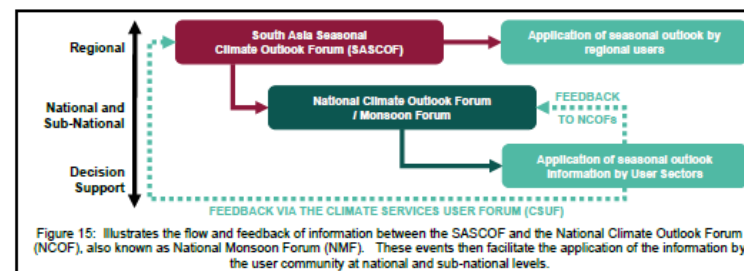 Regional
South Asia Seasonal
Climate Outlook Forum (SASCOF)
Application of seasonal outlook by
regional users
National and
Sub-National
National Climate Outlook Forum
/ Monsoon Forum
FEEDBACK
TO NCOFs
Decision
Support
Application of seasonal outlook
information by User Sectors
FEEDBACK VIA THE CLIMATE SERVICES USER FORUM (CSUF)
Figure 15: Illustrates the flow and feedback of information between the SASCOF and the National Climate Outlook Forum
(NCOF), also known as National Monsoon Forum (NMF). These events then facilitate the application of the information by
the user community at national and sub-national levels.